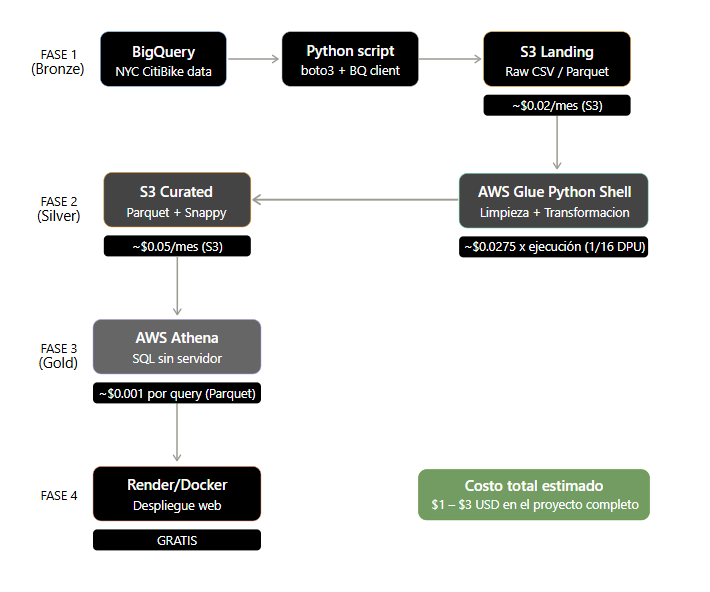 FASE 1
(Bronze)
BigQuery
NYC CitiBike data
Python script
boto3 + BQ client
S3 Landing
Raw CSV / Parquet
~$0.02/mes (S3)
FASE 2
(Silver)
S3 Curated
Parquet + Snappy
~$0.05/mes (S3)
AWS Glue Python Shell
Limpieza + Transformacion
~$0.0275 x ejecución (1/16 DPU)
FASE 3
(Gold)
AWS Athena
SQL sin servidor
~$0.001 por query (Parquet)
FASE 4
Render/Docker
Despliegue web
GRATIS
Costo total estimado
$1 – $3 USD en el proyecto completo